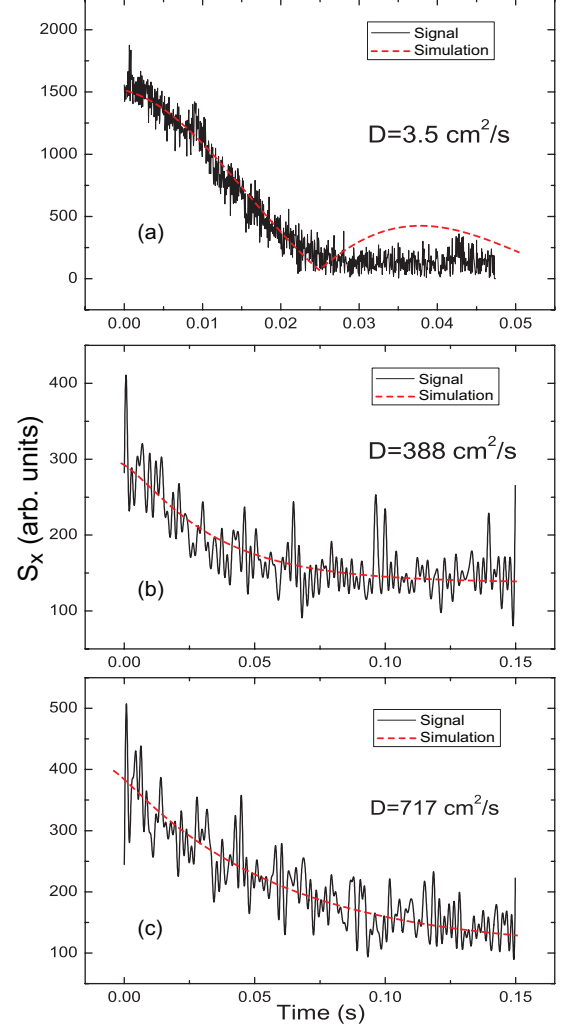 2000
Signal
Simulation
1500
D=3.5 cm²/s
1000
500
(a)
0
0.00 0.01 0.02 0.03 0.04 0.05
400
Signal
Simulation
D=388 cm²/s
300
200
(b)
100
0.00 0.05 0.10 0.15
Sₓ (arb. units)
500
Signal
Simulation
400
D=717 cm²/s
300
200
(c)
100
0.00 0.05 0.10 0.15
Time (s)